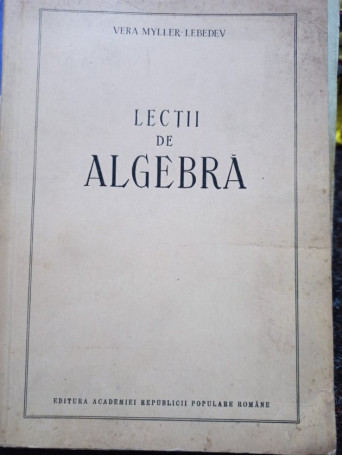 VERA MYLLER-LEBEDEV
LECTII
DE
ALGEBRĂ
EDITURA ACADEMIEI REPUBLICII POPULARE ROMÂNE